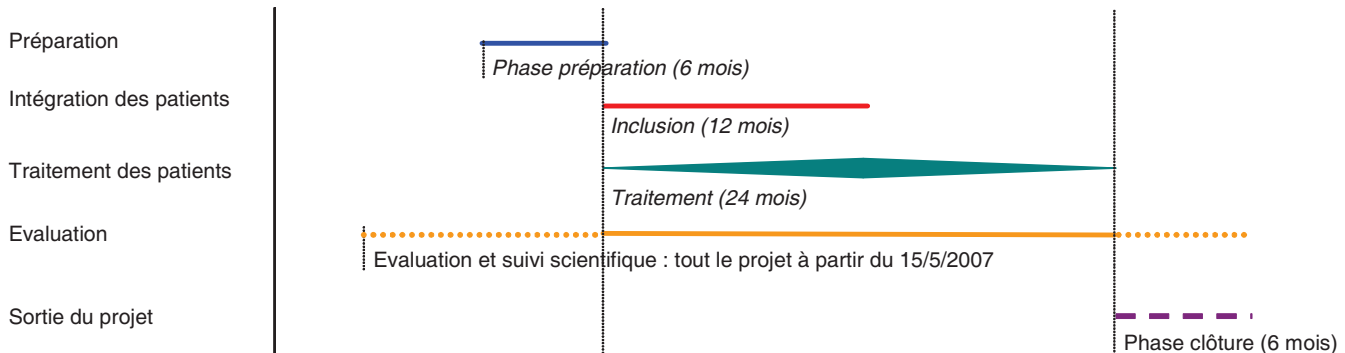 Préparation
Phase préparation (6 mois)
Intégration des patients
Inclusion (12 mois)
Traitement des patients
Traitement (24 mois)
Evaluation
Evaluation et suivi scientifique : tout le projet à partir du 15/5/2007
Sortie du projet
Phase clôture (6 mois)